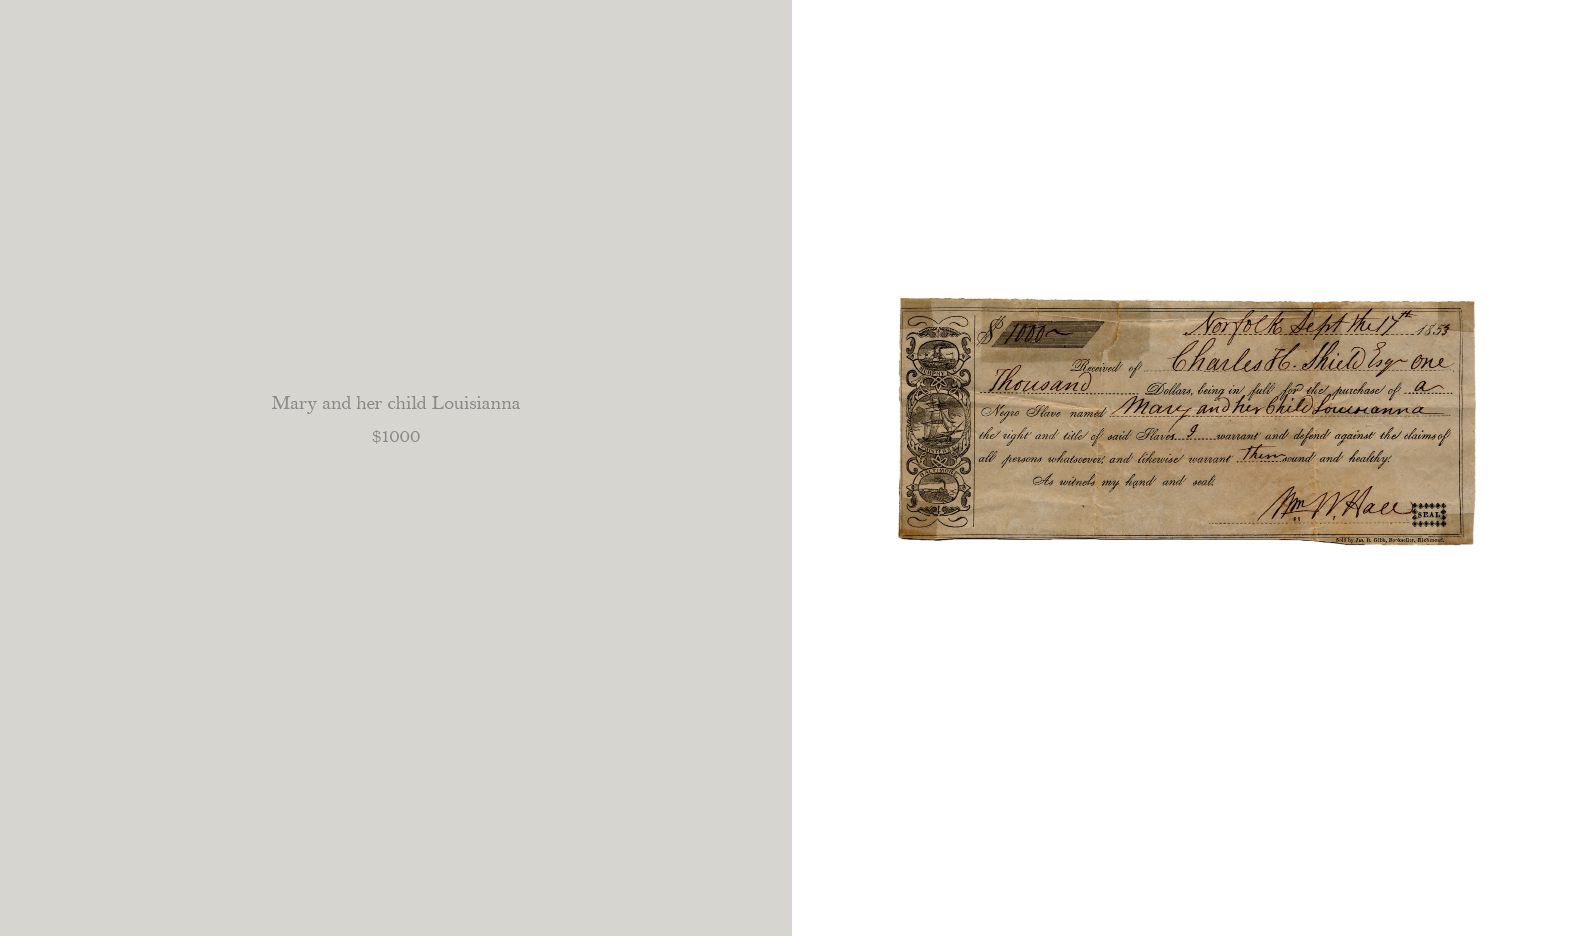 Mary and her child Louisianna
$1000
$ 1000 Norfolk Sept the 17th 1853
Received of Charles H. Shield Esqr one
Thousand Dollars, being in full for the purchase of a
Negro Slave named Mary and her Child Louisianna
the right and title of said Slaves I warrant and defend against the claims of
all persons whatsoever, and likewise warrant them sound and healthy.
As witness my hand and seal.
Wm W. Hall SEAL
Sold by Jas. B. Gibb, Bookseller, Richmond.